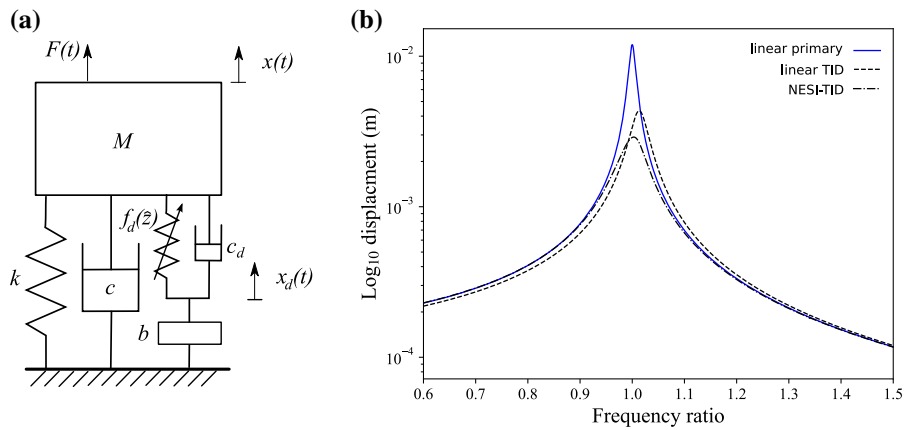 (a)
F(t)
x(t)
M
f_d(z̄)
c_d
x_d(t)
k
c
b
(b)
linear primary
linear TID
NESI-TID
Log₁₀ displacment (m)
10⁻²
10⁻³
10⁻⁴
0.6 0.7 0.8 0.9 1.0 1.1 1.2 1.3 1.4 1.5
Frequency ratio